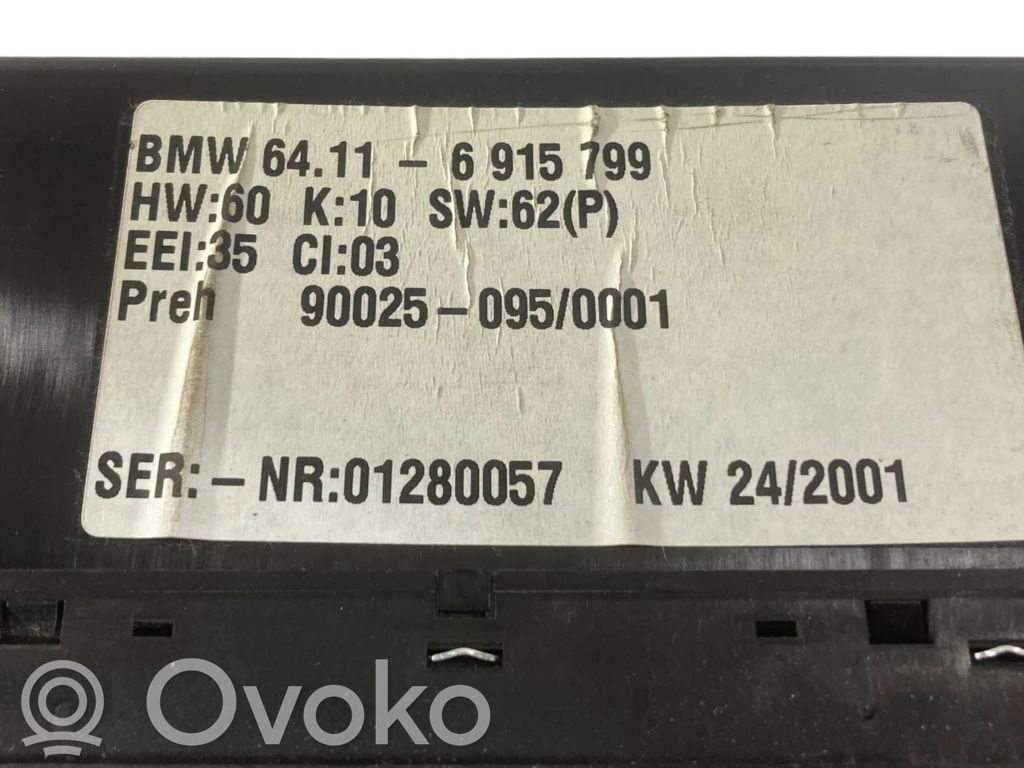 BMW 64.11 - 6 915 799
HW:60 K:10 SW:62(P)
EEI:35 CI:03
Preh 90025-095/0001
SER:-NR:01280057 KW 24/2001
Ovoko